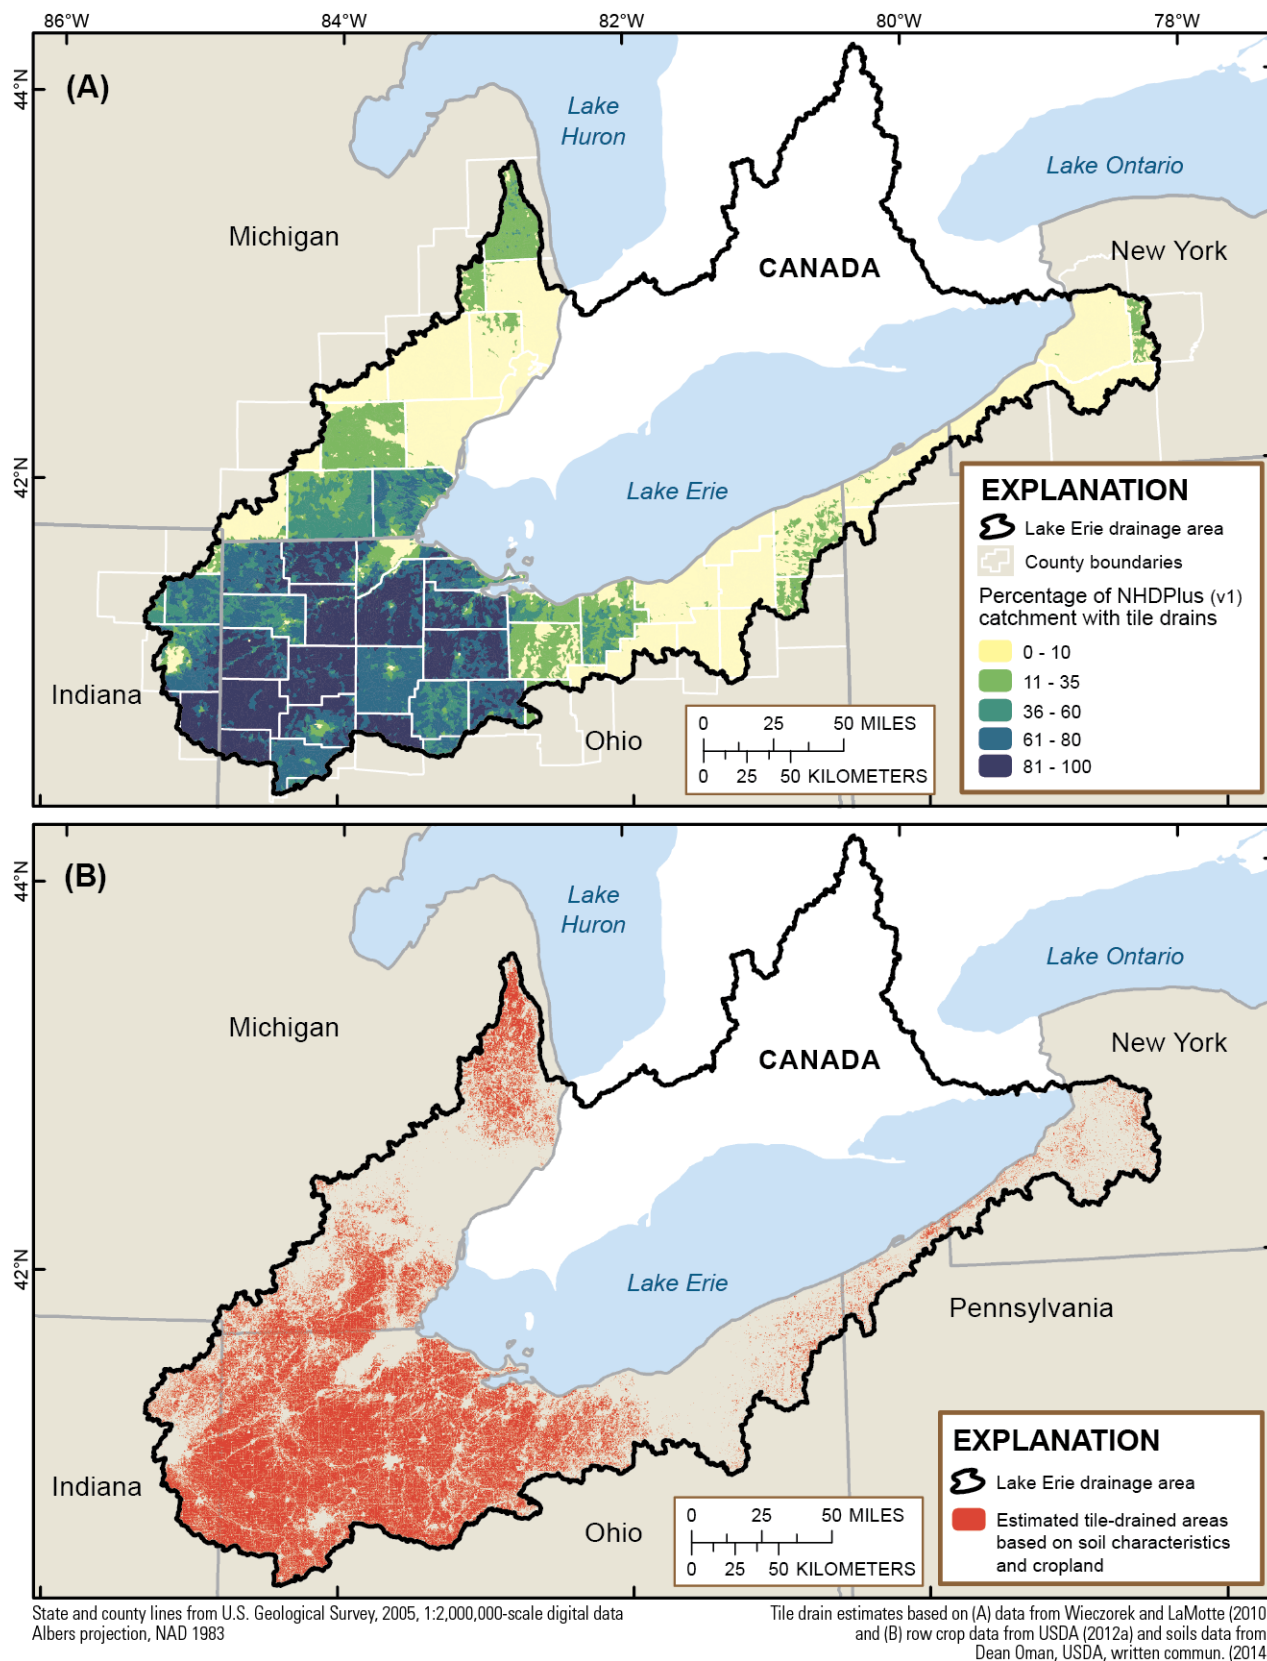 86°W 84°W 82°W 80°W 78°W
44°N
42°N
(A)
Lake
Huron
Lake Ontario
Michigan
New York
CANADA
Lake Erie
Indiana
Ohio
0 25 50 MILES
0 25 50 KILOMETERS
EXPLANATION
Lake Erie drainage area
County boundaries
Percentage of NHDPlus (v1)
catchment with tile drains
0 - 10
11 - 35
36 - 60
61 - 80
81 - 100
44°N
42°N
(B)
Lake
Huron
Lake Ontario
Michigan
New York
CANADA
Lake Erie
Pennsylvania
Indiana
Ohio
0 25 50 MILES
0 25 50 KILOMETERS
EXPLANATION
Lake Erie drainage area
Estimated tile-drained areas
based on soil characteristics
and cropland
State and county lines from U.S. Geological Survey, 2005, 1:2,000,000-scale digital data
Albers projection, NAD 1983
Tile drain estimates based on (A) data from Wieczorek and LaMotte (2010
and (B) row crop data from USDA (2012a) and soils data from
Dean Oman, USDA, written commun. (2014